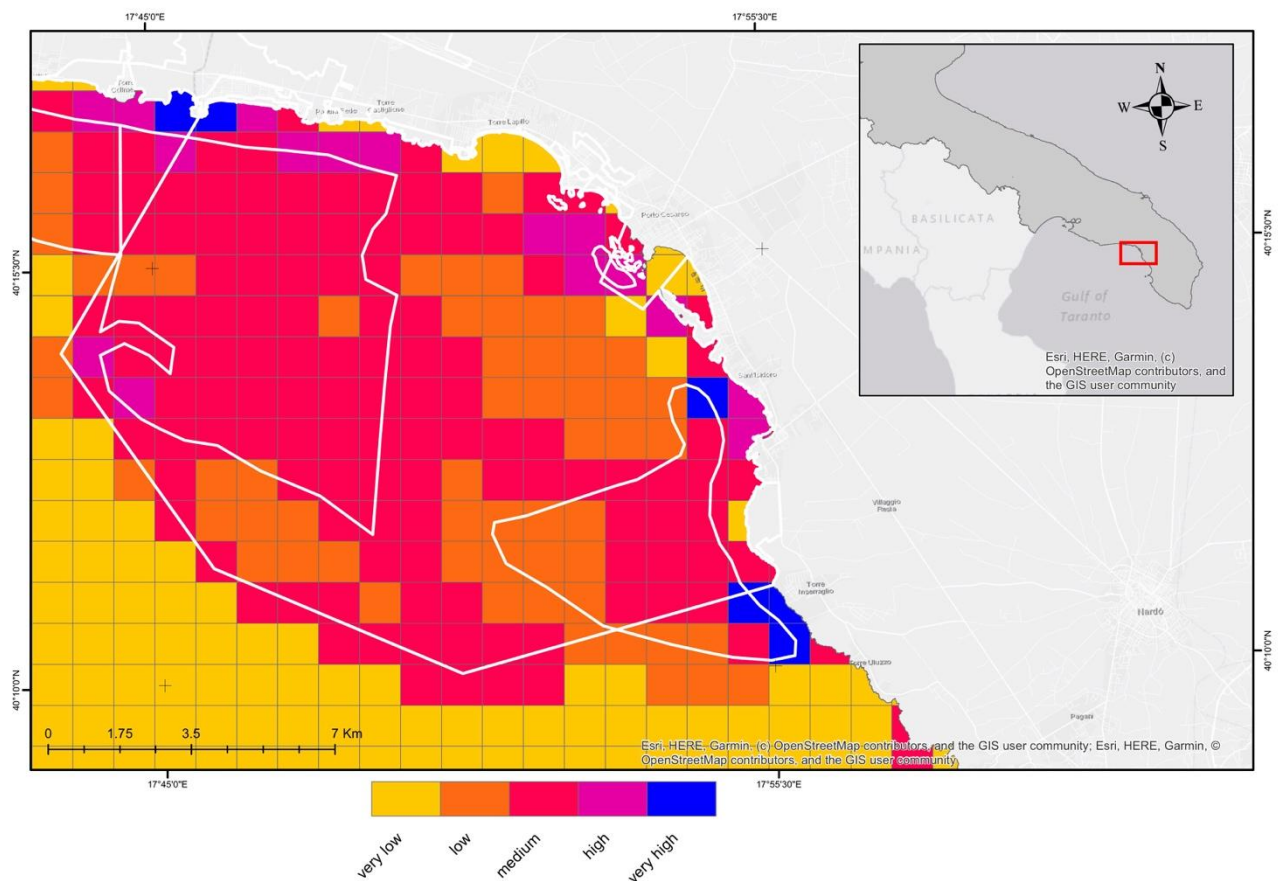 17°45'0"E
17°55'30"E
N
W
E
S
BASILICATA
MPANIA
Gulf of
Taranto
Esri, HERE, Garmin, (c)
OpenStreetMap contributors, and
the GIS user community
Torre
Castiglione
Torre Lapillo
Porto Cesareo
Sant'Isidoro
Villaggio
Torre
Nardò
Torre Uluzzo
40°15'30"N
40°15'30"N
40°10'0"N
40°10'0"N
0
1.75
3.5
7 Km
Esri, HERE, Garmin, (c) OpenStreetMap contributors, and the GIS user community; Esri, HERE, Garmin, ©
OpenStreetMap contributors, and the GIS user community
17°45'0"E
17°55'30"E
very low
low
medium
high
very high